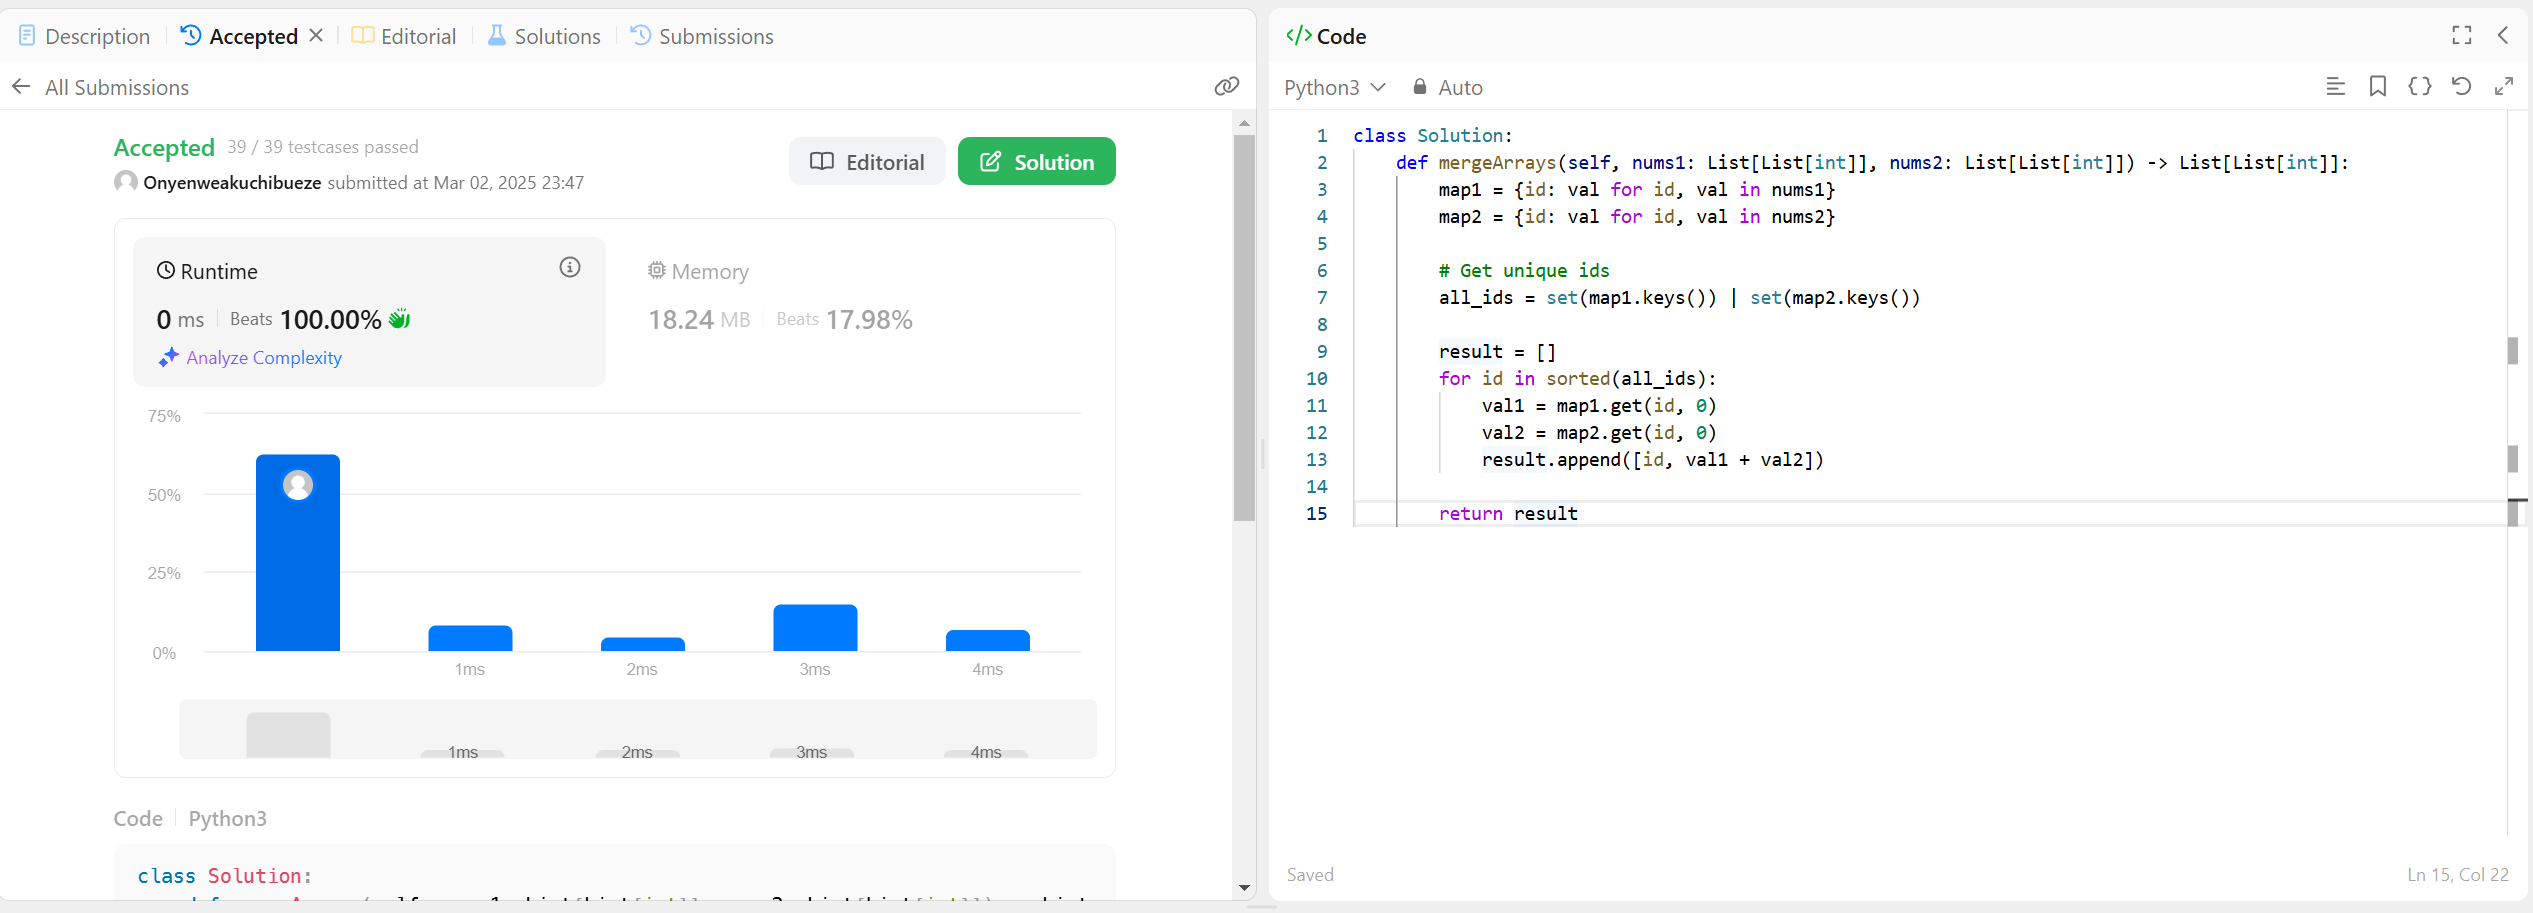 Description
Accepted
Editorial
Solutions
Submissions
All Submissions
Accepted 39 / 39 testcases passed
Onyenweakuchibueze submitted at Mar 02, 2025 23:47
Editorial
Solution
Runtime
0 ms Beats 100.00%
Analyze Complexity
Memory
18.24 MB Beats 17.98%
75%
50%
25%
0%
1ms 2ms 3ms 4ms
1ms 2ms 3ms 4ms
Code Python3
class Solution:
</> Code
Python3 Auto
1 class Solution:
2 def mergeArrays(self, nums1: List[List[int]], nums2: List[List[int]]) -> List[List[int]]:
3 map1 = {id: val for id, val in nums1}
4 map2 = {id: val for id, val in nums2}
5
6 # Get unique ids
7 all_ids = set(map1.keys()) | set(map2.keys())
8
9 result = []
10 for id in sorted(all_ids):
11 val1 = map1.get(id, 0)
12 val2 = map2.get(id, 0)
13 result.append([id, val1 + val2])
14
15 return result
Saved
Ln 15, Col 22